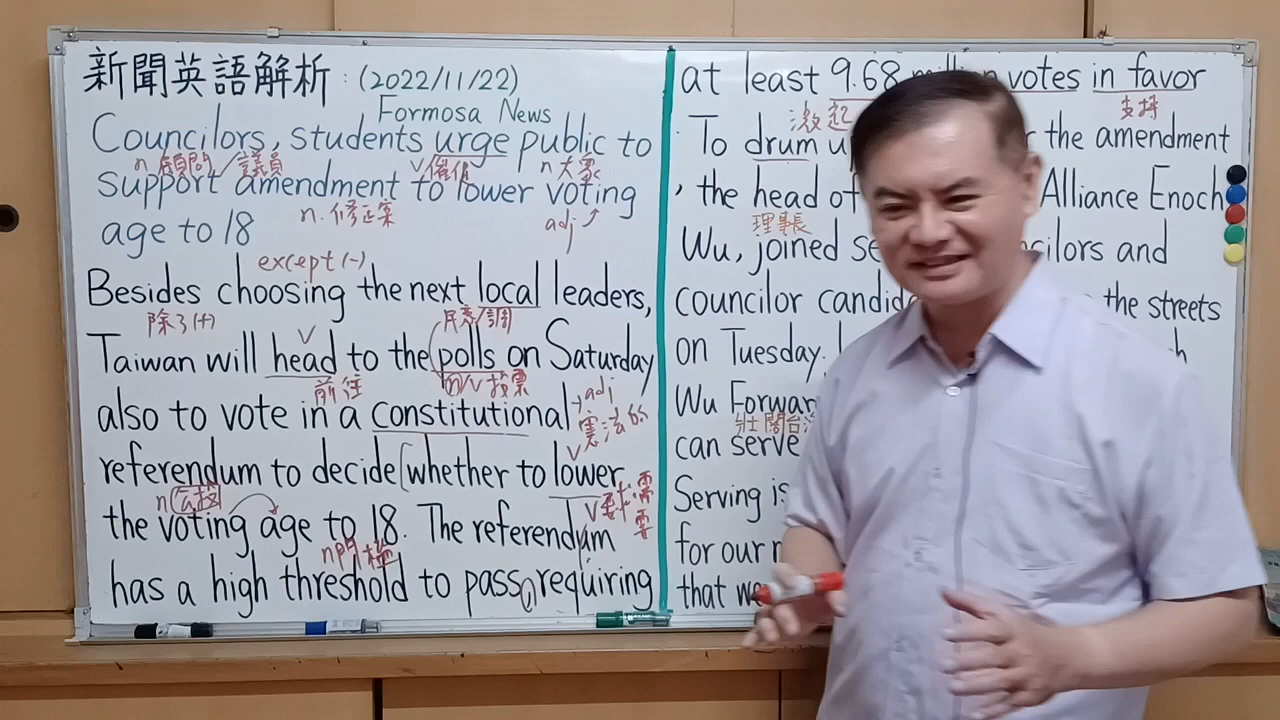 新聞英語解析:(2022/11/22)
Formosa News
Councilors, students urge public to
n 顧問/議員 v 催促 n 大眾
support amendment to lower voting
n.修正案 adj
age to 18
except (-)
Besides choosing the next local leaders,
除了(+) v 民意/調
Taiwan will head to the (polls on Saturday
前往 (n)/v 投票 adj
also to vote in a constitutional
憲法的
v
referendum to decide [whether to lower
n 公投 v 要求 需要
the voting age to 18. The referendum
n 門檻
has a high threshold to pass, requiring
at least 9.68 votes in favor
激起 支持
To drum the amendment
, the head of Alliance Enoch
理事長
Wu, joined and
councilor the streets
on Tuesday.
Wu
can serve
Serving is
for our
that